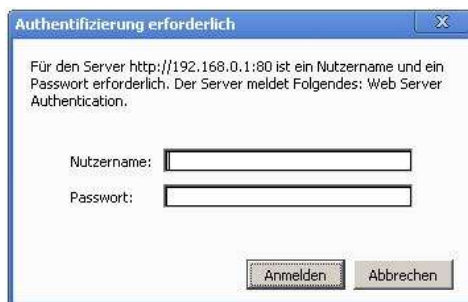 Authentifizierung erforderlich
Für den Server http://192.168.0.1:80 ist ein Nutzername und ein
Passwort erforderlich. Der Server meldet Folgendes: Web Server
Authentication.
Nutzername:
Passwort:
Anmelden Abbrechen